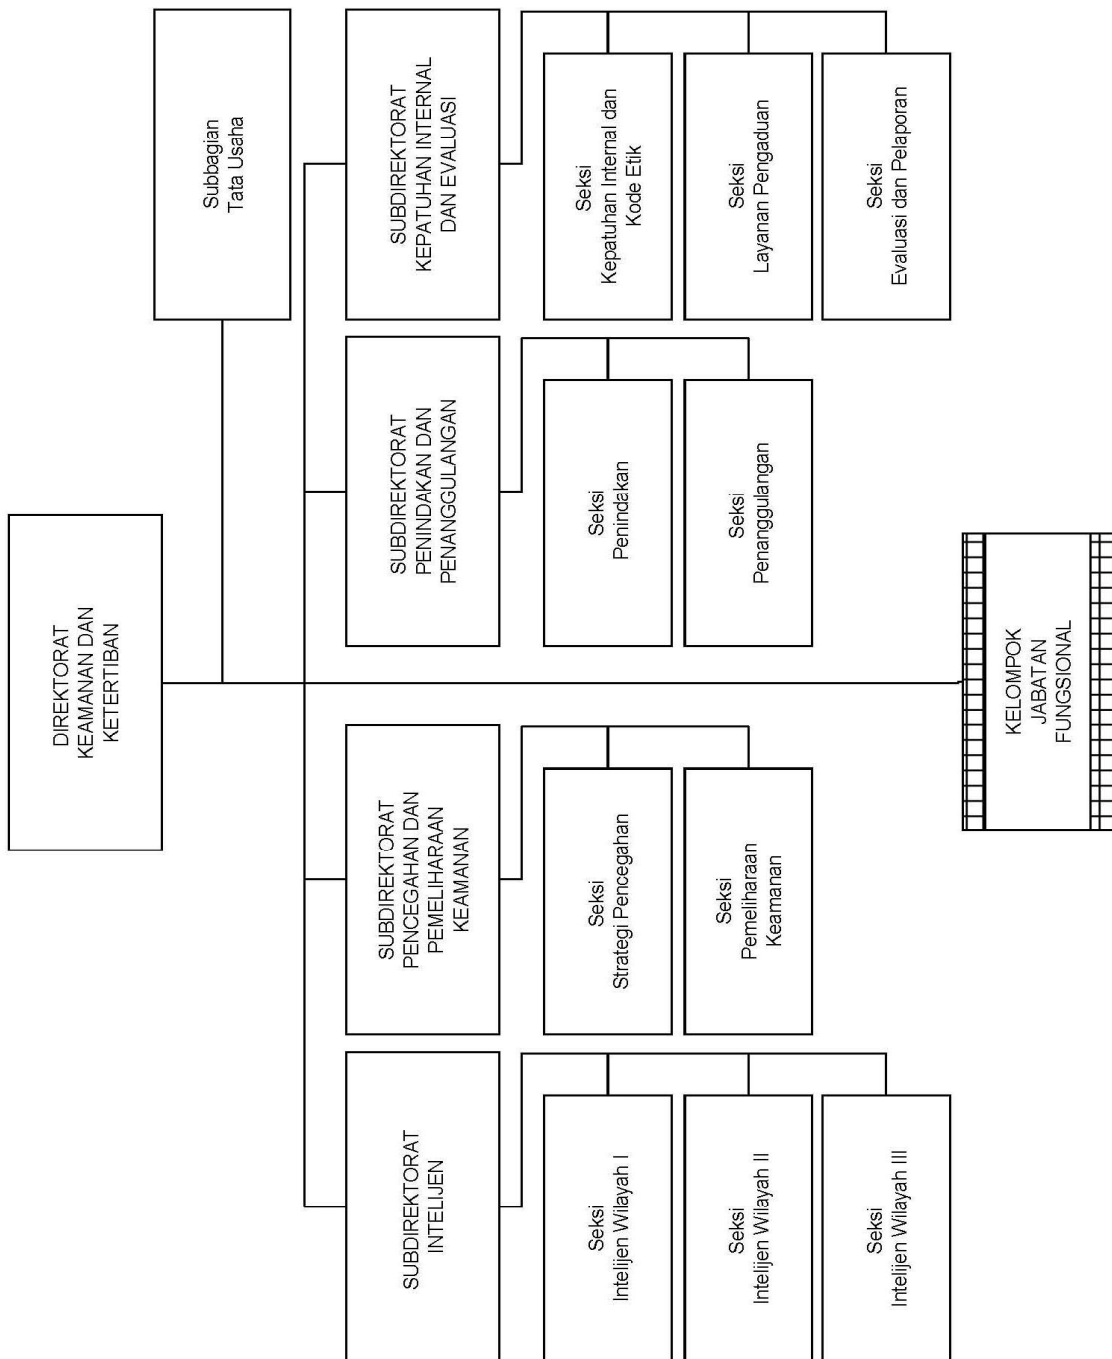 DIREKTORAT
KEAMANAN DAN
KETERTIBAN
Subbagian
Tata Usaha
SUBDIREKTORAT
INTELIJEN
SUBDIREKTORAT
PENCEGAHAN DAN
PEMELIHARAAN
KEAMANAN
SUBDIREKTORAT
PENINDAKAN DAN
PENANGGULANGAN
SUBDIREKTORAT
KEPATUHAN INTERNAL
DAN EVALUASI
Seksi
Intelijen Wilayah I
Seksi
Intelijen Wilayah II
Seksi
Intelijen Wilayah III
Seksi
Strategi Pencegahan
Seksi
Pemeliharaan
Keamanan
Seksi
Penindakan
Seksi
Penanggulangan
Seksi
Kepatuhan Internal dan
Kode Etik
Seksi
Layanan Pengaduan
Seksi
Evaluasi dan Pelaporan
KELOMPOK
JABATAN
FUNGSIONAL